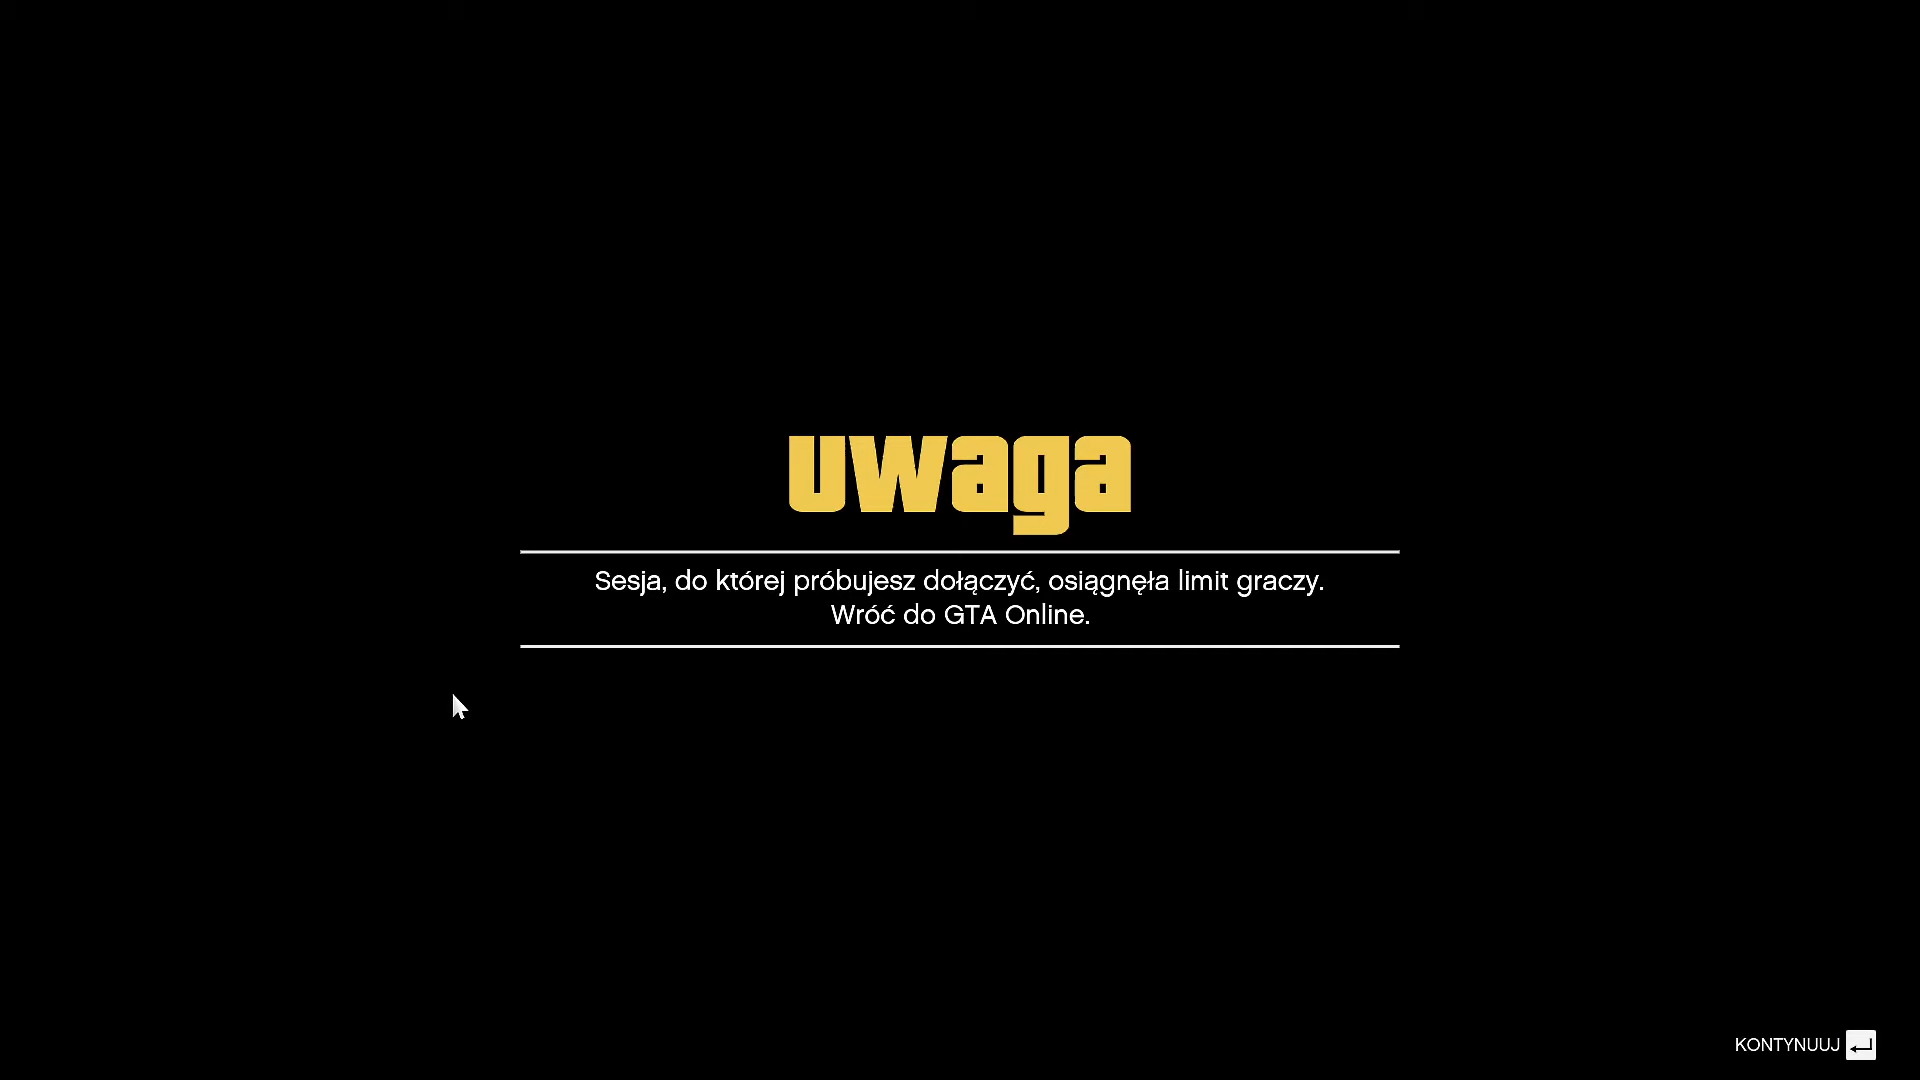 uwaga
Sesja, do której próbujesz dołączyć, osiągnęła limit graczy.
Wróć do GTA Online.
KONTYNUUJ